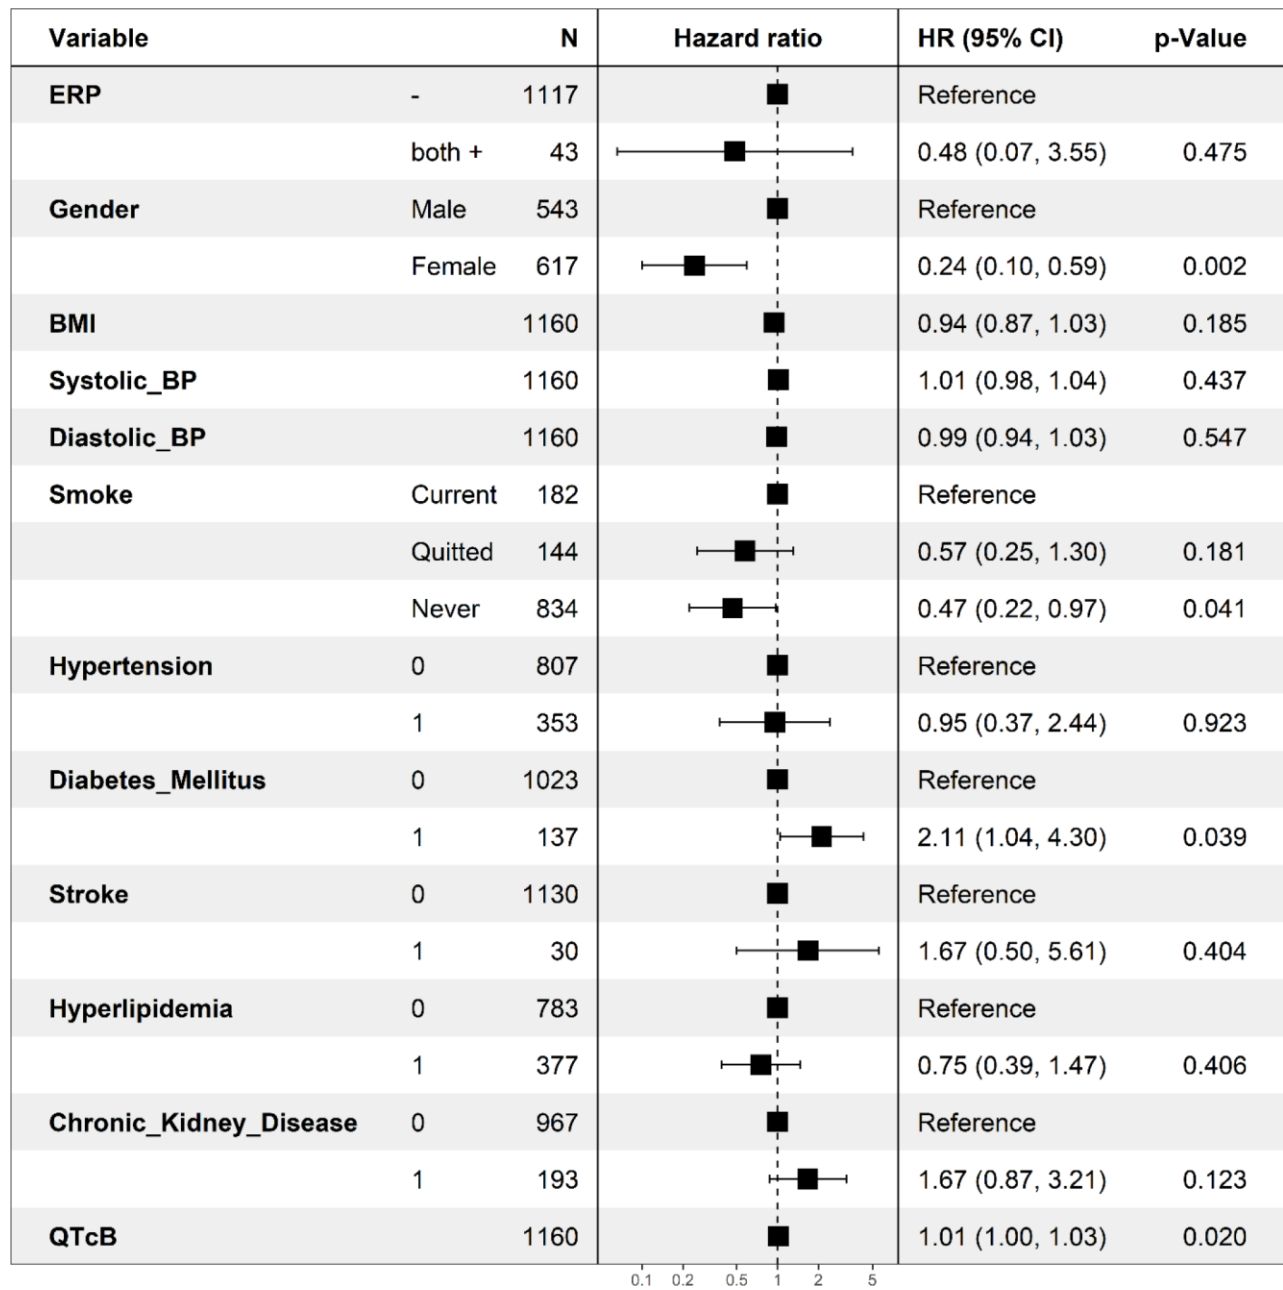 Variable N Hazard ratio HR (95% CI) p-Value
ERP - 1117 Reference
both + 43 0.48 (0.07, 3.55) 0.475
Gender Male 543 Reference
Female 617 0.24 (0.10, 0.59) 0.002
BMI 1160 0.94 (0.87, 1.03) 0.185
Systolic_BP 1160 1.01 (0.98, 1.04) 0.437
Diastolic_BP 1160 0.99 (0.94, 1.03) 0.547
Smoke Current 182 Reference
Quitted 144 0.57 (0.25, 1.30) 0.181
Never 834 0.47 (0.22, 0.97) 0.041
Hypertension 0 807 Reference
1 353 0.95 (0.37, 2.44) 0.923
Diabetes_Mellitus 0 1023 Reference
1 137 2.11 (1.04, 4.30) 0.039
Stroke 0 1130 Reference
1 30 1.67 (0.50, 5.61) 0.404
Hyperlipidemia 0 783 Reference
1 377 0.75 (0.39, 1.47) 0.406
Chronic_Kidney_Disease 0 967 Reference
1 193 1.67 (0.87, 3.21) 0.123
QTcB 1160 1.01 (1.00, 1.03) 0.020
0.1 0.2 0.5 1 2 5